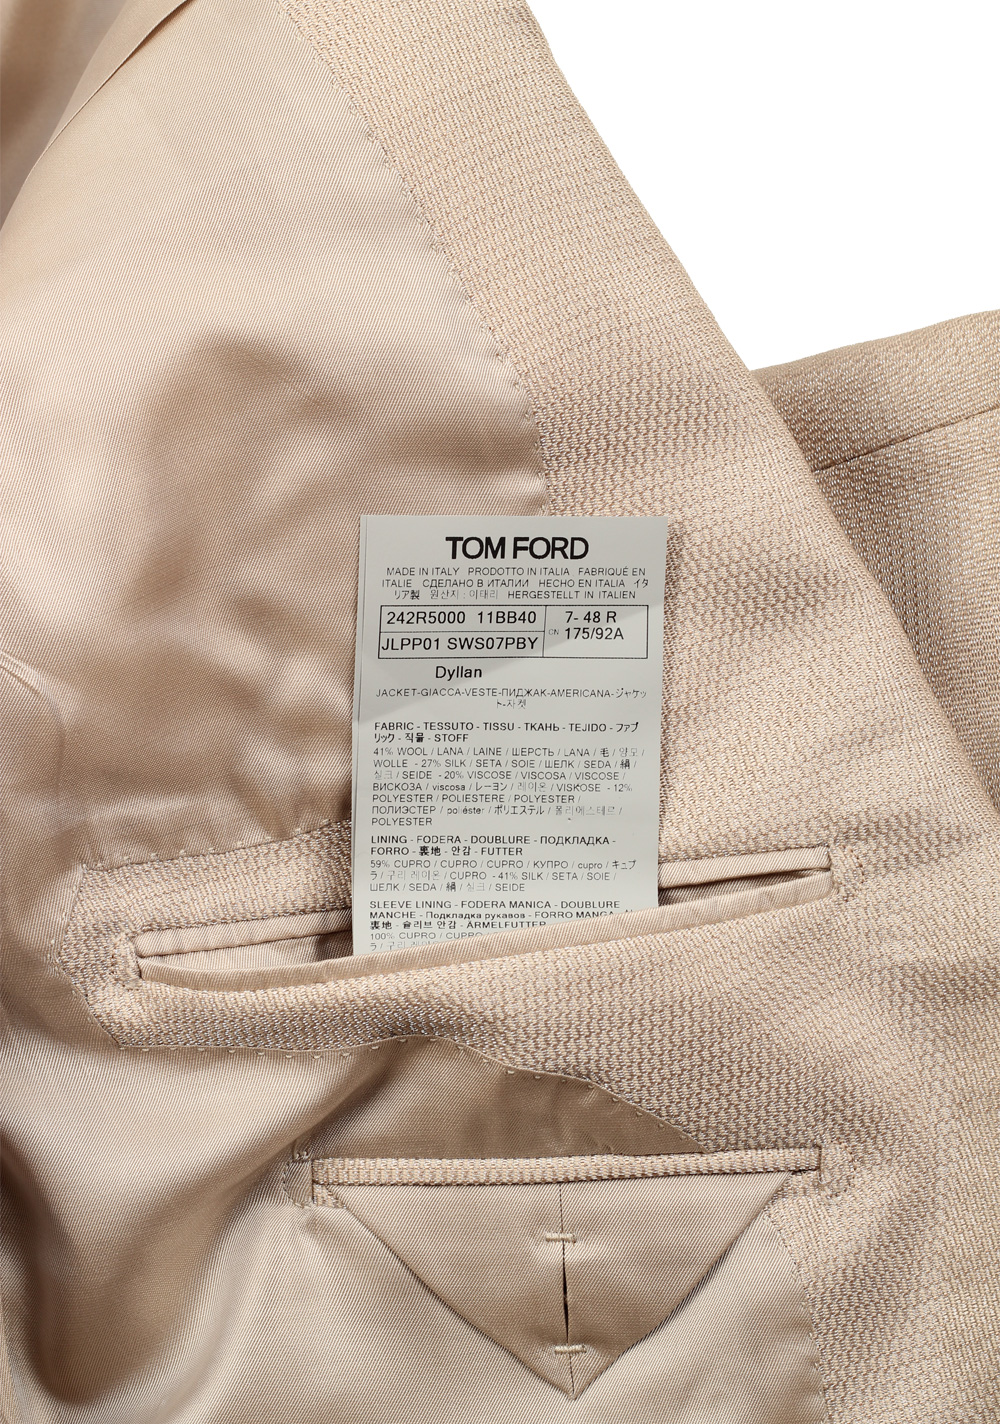 TOM FORD
MADE IN ITALY PRODOTTO IN ITALIA FABRIQUÉ EN
ITALIE СДЕЛАНО В ИТАЛИИ HECHO EN ITALIA イタ
リア製 원산지 : 이태리 HERGESTELLT IN ITALIEN
242R5000 11BB40 7- 48 R
JLPP01 SWS07PBY CN 175/92A
Dyllan
JACKET-GIACCA-VESTE-ПИДЖАК-AMERICANA-ジャケッ
ト-자켓
FABRIC - TESSUTO - TISSU - ТКАНЬ - TEJIDO - ファブ
リック - 직물 - STOFF
41% WOOL / LANA / LAINE / ШЕРСТЬ / LANA / 毛 / 양모 /
WOLLE - 27% SILK / SETA / SOIE / ШЕЛК / SEDA / 絹 /
실크 / SEIDE - 20% VISCOSE / VISCOSA / VISCOSE /
ВИСКОЗА / viscosa / レーヨン / 레이온 / VISKOSE - 12%
POLYESTER / POLIESTERE / POLYESTER /
ПОЛИЭСТЕР / poliéster / ポリエステル / 폴리에스테르 /
POLYESTER
LINING - FODERA - DOUBLURE - ПОДКЛАДКА -
FORRO - 裏地 - 안감 - FUTTER
59% CUPRO / CUPRO / CUPRO / КУПРО / cupro / キュプ
ラ / 구리 레이온 / CUPRO - 41% SILK / SETA / SOIE /
ШЕЛК / SEDA / 絹 / 실크 / SEIDE
SLEEVE LINING - FODERA MANICA - DOUBLURE
MANCHE - Подкладка рукавов - FORRO MANGA
裏地 - 슬리브 안감 - ÄRMELFUTTER
100% CUPRO / CUPRO
ラ / 구리